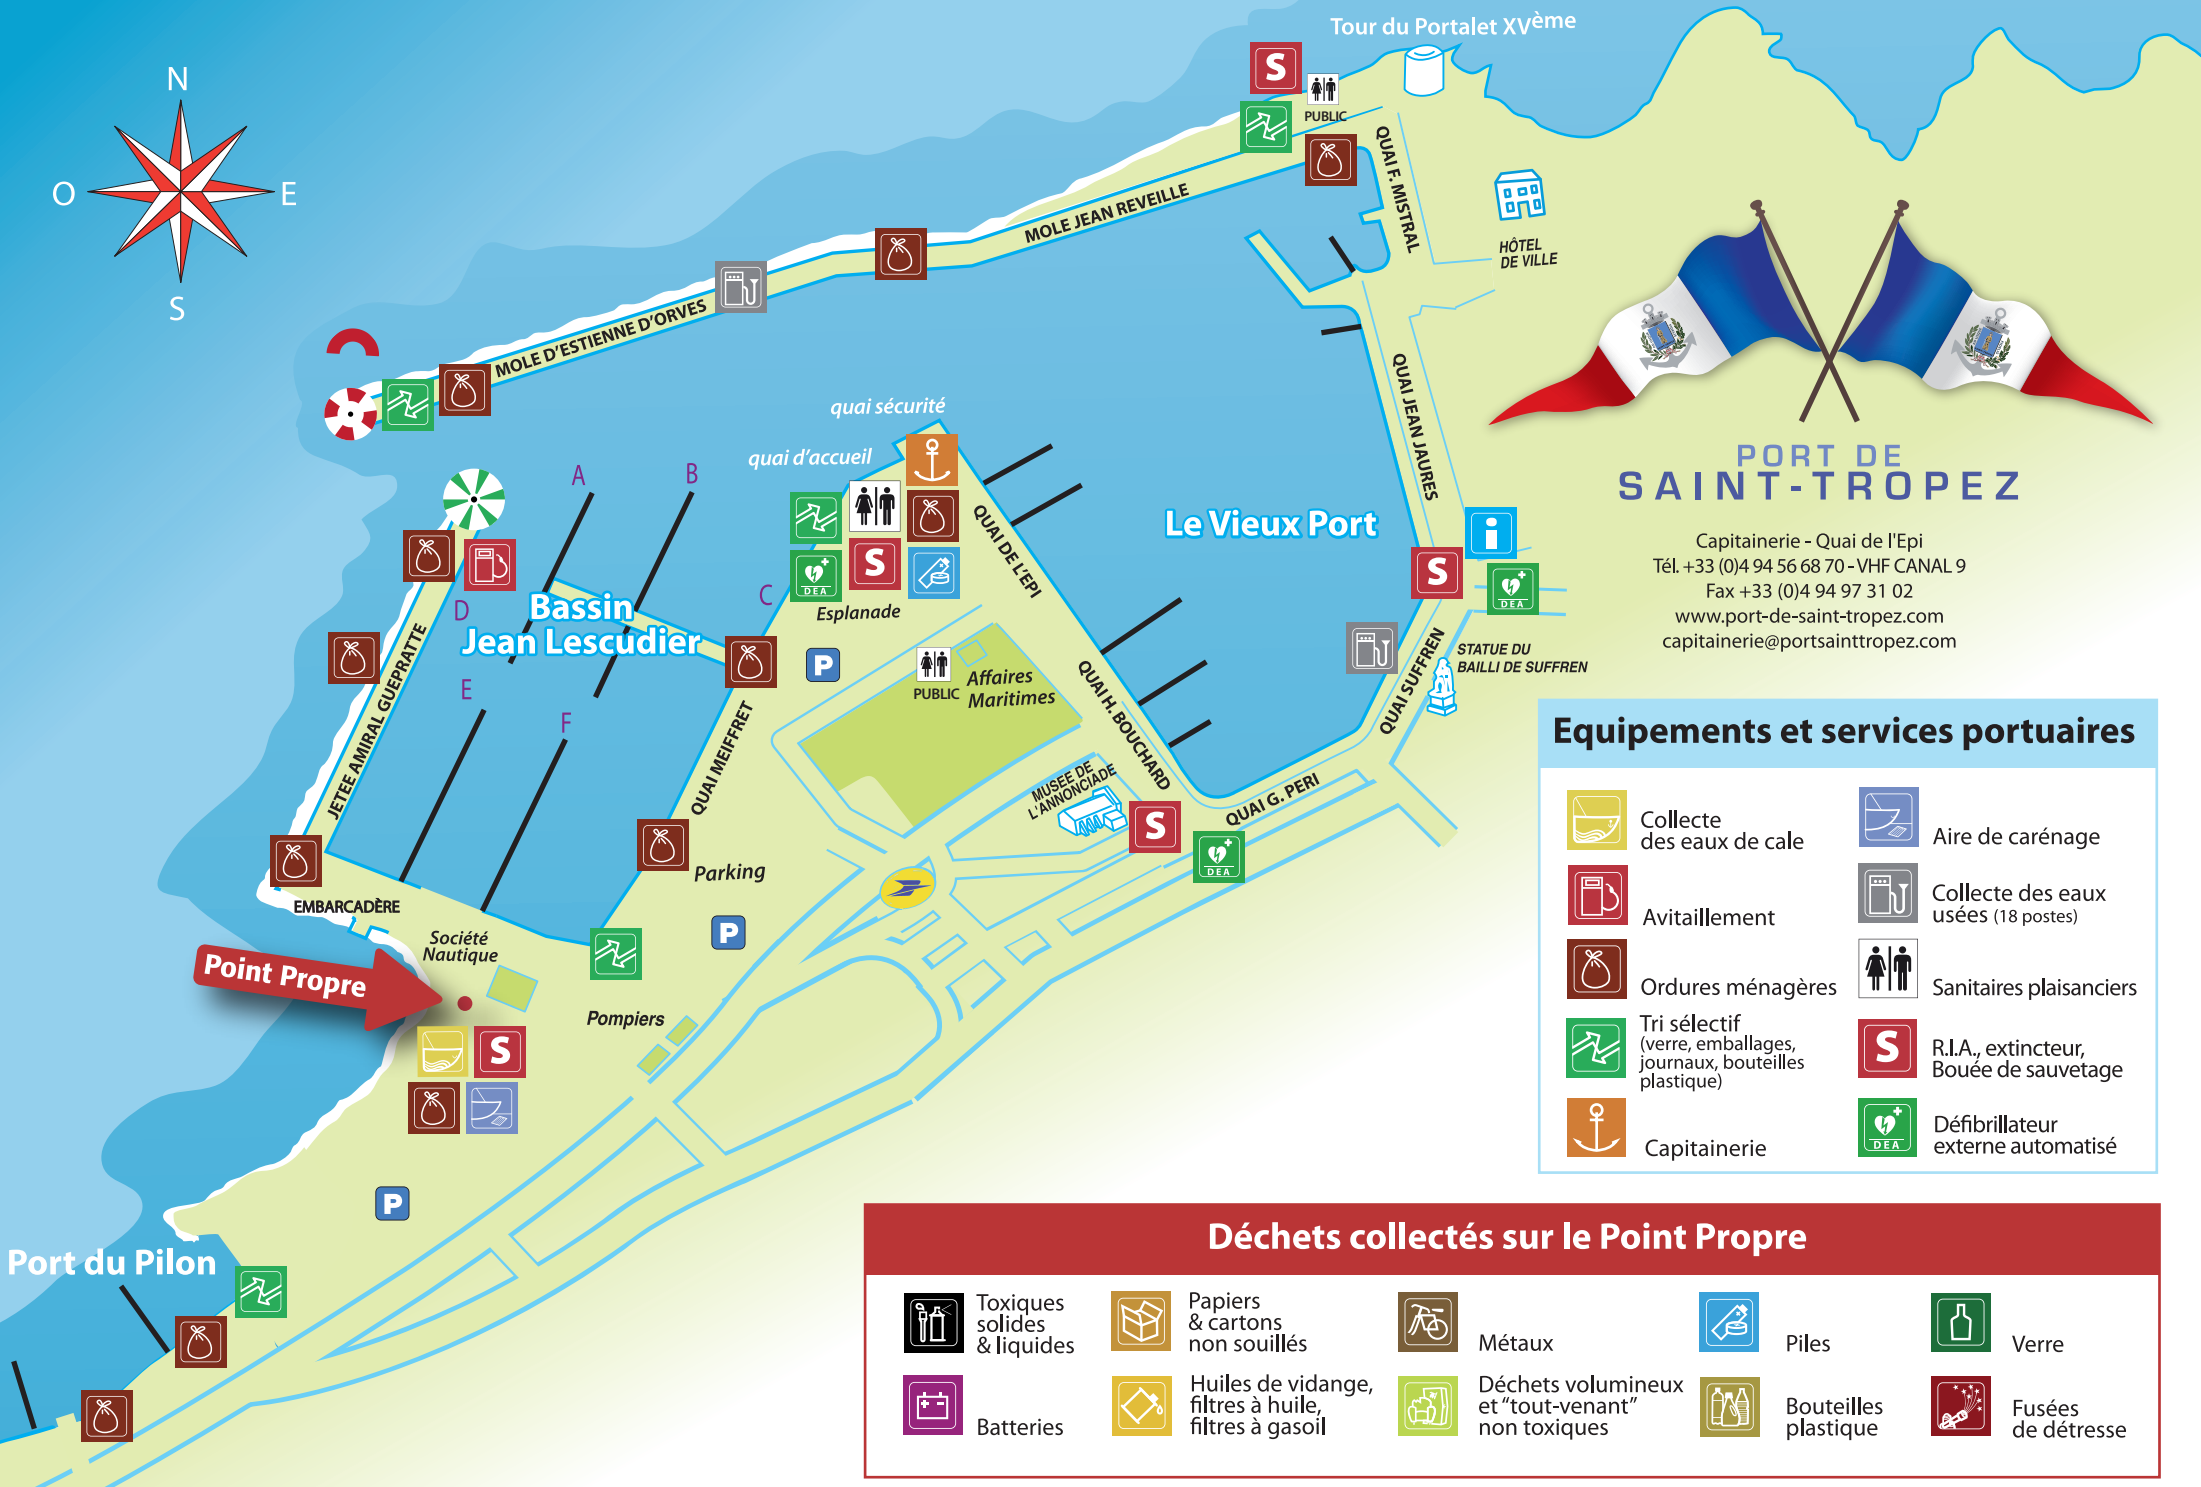 Tour du Portalet XVème
N
O
E
S
S
PUBLIC
QUAI F. MISTRAL
MOLE JEAN REVEILLE
HÔTEL
DE VILLE
MOLE D'ESTIENNE D'ORVES
quai sécurité
quai d'accueil
QUAI JEAN JAURES
PORT DE
SAINT-TROPEZ
Capitainerie - Quai de l'Epi
Tél. +33 (0)4 94 56 68 70 - VHF CANAL 9
Fax +33 (0)4 94 97 31 02
www.port-de-saint-tropez.com
capitainerie@portsainttropez.com
A
B
Le Vieux Port
QUAI DE L'EPI
i
S
DEA
S
DEA
C
Esplanade
D
Bassin
Jean Lescudier
JETEE AMIRAL GUEPRATTE
E
F
P
PUBLIC
Affaires
Maritimes
QUAI H. BOUCHARD
QUAI SUFFREN
STATUE DU
BAILLI DE SUFFREN
QUAI MEIFFRET
MUSEE DE
L'ANNONCIADE
QUAI G. PERI
S
DEA
Parking
P
EMBARCADÈRE
Société
Nautique
Point Propre
Pompiers
S
P
Port du Pilon
Equipements et services portuaires
Collecte
des eaux de cale
Aire de carénage
Avitaillement
Collecte des eaux
usées (18 postes)
Ordures ménagères
Sanitaires plaisanciers
Tri sélectif
(verre, emballages,
journaux, bouteilles
plastique)
S
R.I.A., extincteur,
Bouée de sauvetage
Capitainerie
DEA
Défibrillateur
externe automatisé
Déchets collectés sur le Point Propre
Toxiques
solides
& liquides
Papiers
& cartons
non souillés
Métaux
Piles
Verre
Batteries
Huiles de vidange,
filtres à huile,
filtres à gasoil
Déchets volumineux
et "tout-venant"
non toxiques
Bouteilles
plastique
Fusées
de détresse